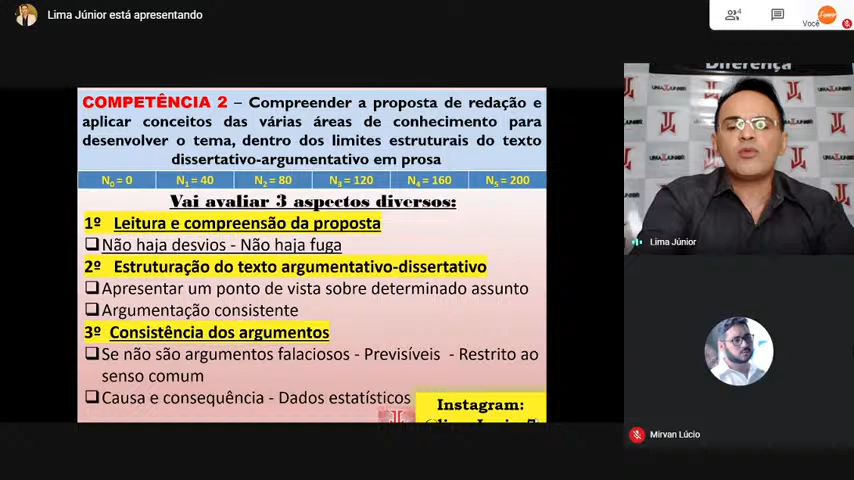 Lima Júnior está apresentando
4
Você
Diferença
COMPETÊNCIA 2 – Compreender a proposta de redação e
aplicar conceitos das várias áreas de conhecimento para
desenvolver o tema, dentro dos limites estruturais do texto
dissertativo-argumentativo em prosa
N0 = 0 N1 = 40 N2 = 80 N3 = 120 N4 = 160 N5 = 200
Vai avaliar 3 aspectos diversos:
1º Leitura e compreensão da proposta
Não haja desvios - Não haja fuga
2º Estruturação do texto argumentativo-dissertativo
Apresentar um ponto de vista sobre determinado assunto
Argumentação consistente
3º Consistência dos argumentos
Se não são argumentos falaciosos - Previsíveis - Restrito ao
senso comum
Causa e consequência - Dados estatísticos
Instagram:
Lima Júnior
Mirvan Lúcio